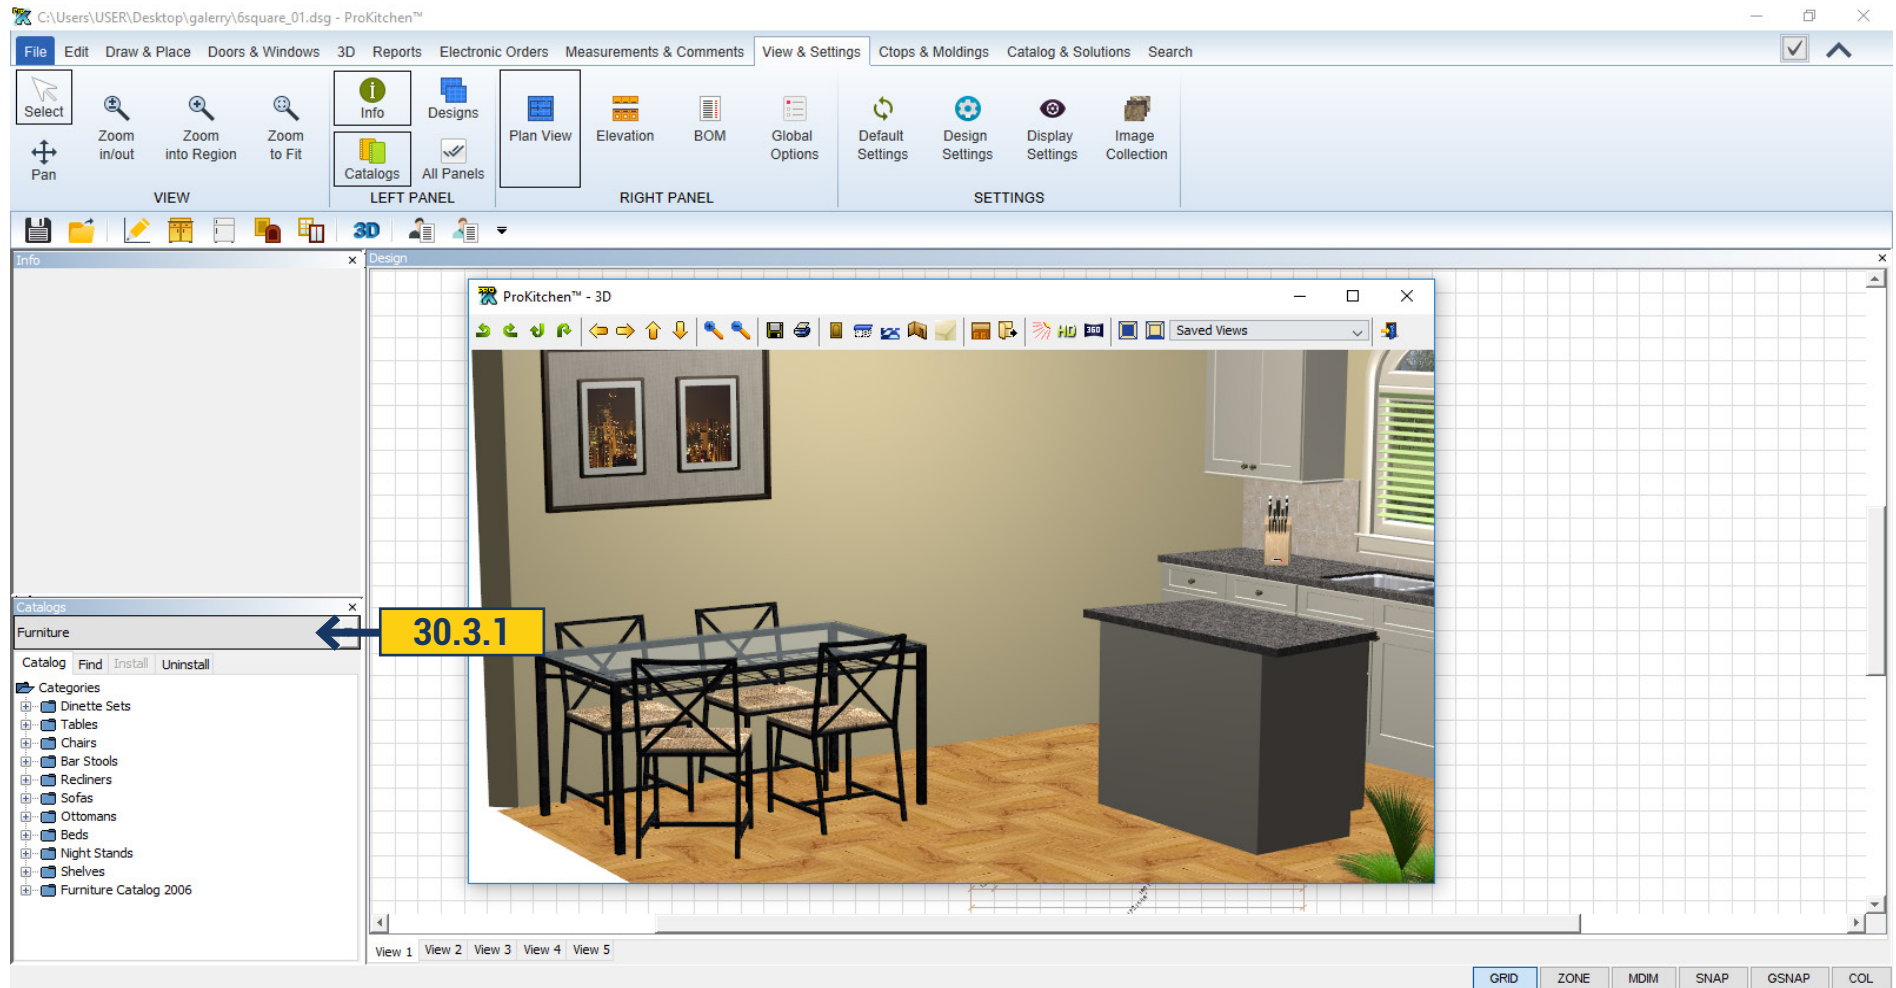 C:\Users\USER\Desktop\galerry\6square_01.dsg - ProKitchen™
File Edit Draw & Place Doors & Windows 3D Reports Electronic Orders Measurements & Comments View & Settings Ctops & Moldings Catalog & Solutions Search
Select
Pan
Zoom in/out
Zoom into Region
Zoom to Fit
VIEW
Info
Designs
Catalogs
All Panels
LEFT PANEL
Plan View
Elevation
BOM
Global Options
RIGHT PANEL
Default Settings
Design Settings
Display Settings
Image Collection
SETTINGS
3D
Info
Design
ProKitchen™ - 3D
HD
360
Saved Views
Catalogs
Furniture
30.3.1
Catalog Find Install Uninstall
Categories
Dinette Sets
Tables
Chairs
Bar Stools
Recliners
Sofas
Ottomans
Beds
Night Stands
Shelves
Furniture Catalog 2006
View 1 View 2 View 3 View 4 View 5
GRID ZONE MDIM SNAP GSNAP COL